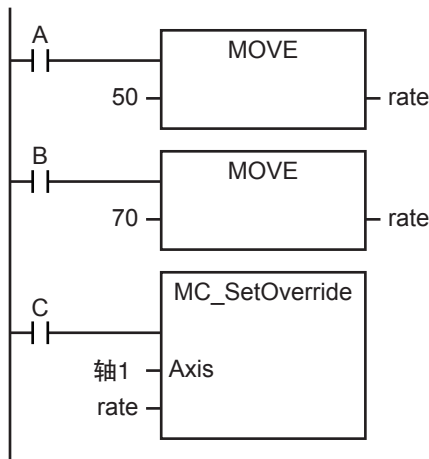 A
MOVE
50
rate
B
MOVE
70
rate
MC_SetOverride
C
轴1
Axis
rate